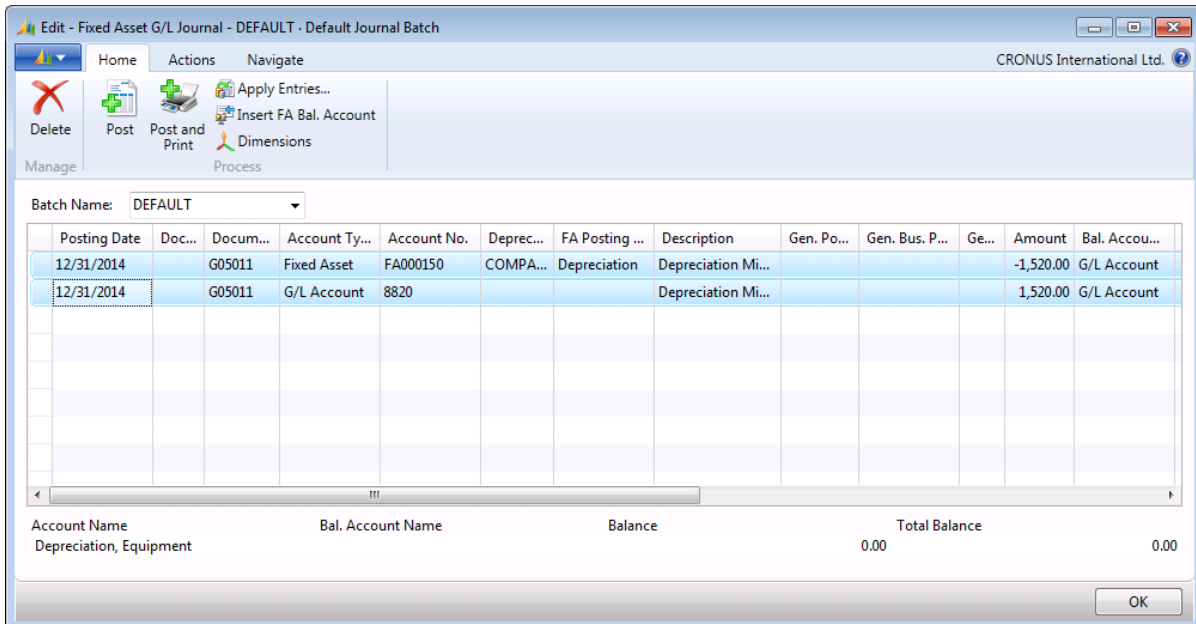 Edit - Fixed Asset G/L Journal - DEFAULT · Default Journal Batch
Home Actions Navigate CRONUS International Ltd.
Delete
Post
Post and Print
Apply Entries...
Insert FA Bal. Account
Dimensions
Manage Process
Batch Name: DEFAULT
Posting Date Doc... Docum... Account Ty... Account No. Deprec... FA Posting ... Description Gen. Po... Gen. Bus. P... Ge... Amount Bal. Accou...
12/31/2014 G05011 Fixed Asset FA000150 COMPA... Depreciation Depreciation Mi... -1,520.00 G/L Account
12/31/2014 G05011 G/L Account 8820 Depreciation Mi... 1,520.00 G/L Account
Account Name Bal. Account Name Balance Total Balance
Depreciation, Equipment 0.00 0.00
OK